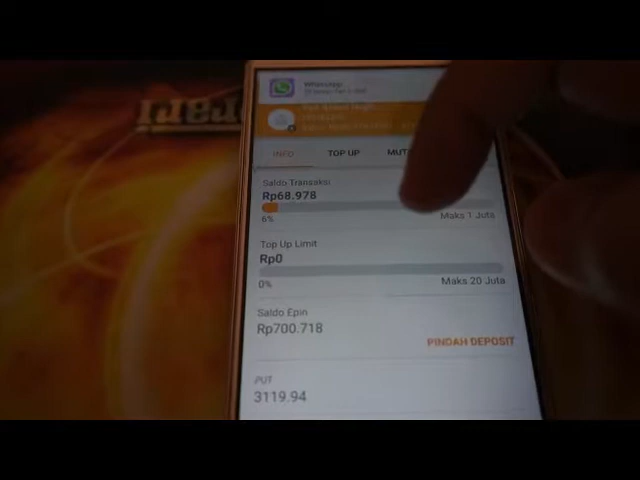 WhatsApp
INFO
TOP UP
Saldo Transaksi
Rp68.978
6%
Maks 1 Juta
Top Up Limit
Rp0
0%
Maks 20 Juta
Saldo Epin
Rp700.718
PINDAH DEPOSIT
PUT
3119.94